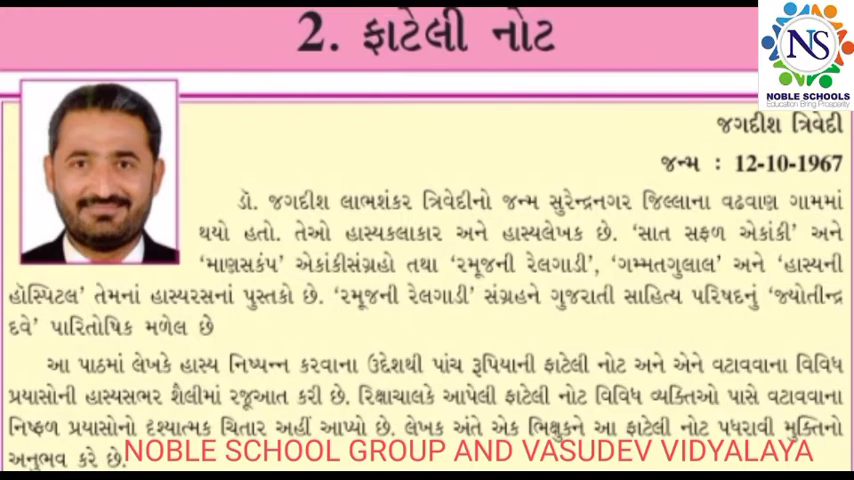 2. ફાટેલી નોટ
NS
NOBLE SCHOOLS
Education Bring Prosperity
જગદીશ ત્રિવેદી
જન્મ : 12-10-1967
ડૉ. જગદીશ લાભશંકર ત્રિવેદીનો જન્મ સુરેન્દ્રનગર જિલ્લાના વઢવાણ ગામમાં
થયો હતો. તેઓ હાસ્યકલાકાર અને હાસ્યલેખક છે. ‘સાત સફળ એકાંકી’ અને
‘માણસકંપ’ એકાંકીસંગ્રહો તથા ‘રમૂજની રેલગાડી’, ‘ગમ્મતગુલાલ’ અને ‘હાસ્યની
હૉસ્પિટલ’ તેમનાં હાસ્યરસનાં પુસ્તકો છે. ‘રમૂજની રેલગાડી’ સંગ્રહને ગુજરાતી સાહિત્ય પરિષદનું ‘જ્યોતીન્દ્ર
દવે’ પારિતોષિક મળેલ છે
આ પાઠમાં લેખકે હાસ્ય નિષ્પન્ન કરવાના ઉદેશથી પાંચ રૂપિયાની ફાટેલી નોટ અને એને વટાવવાના વિવિધ
પ્રયાસોની હાસ્યસભર શૈલીમાં રજૂઆત કરી છે. રિક્ષાચાલકે આપેલી ફાટેલી નોટ વિવિધ વ્યક્તિઓ પાસે વટાવવાના
નિષ્ફળ પ્રયાસોનો દૃશ્યાત્મક ચિતાર અહીં આપ્યો છે. લેખક અંતે એક ભિક્ષુકને આ ફાટેલી નોટ પધરાવી મુક્તિનો
અનુભવ કરે છે.
NOBLE SCHOOL GROUP AND VASUDEV VIDYALAYA